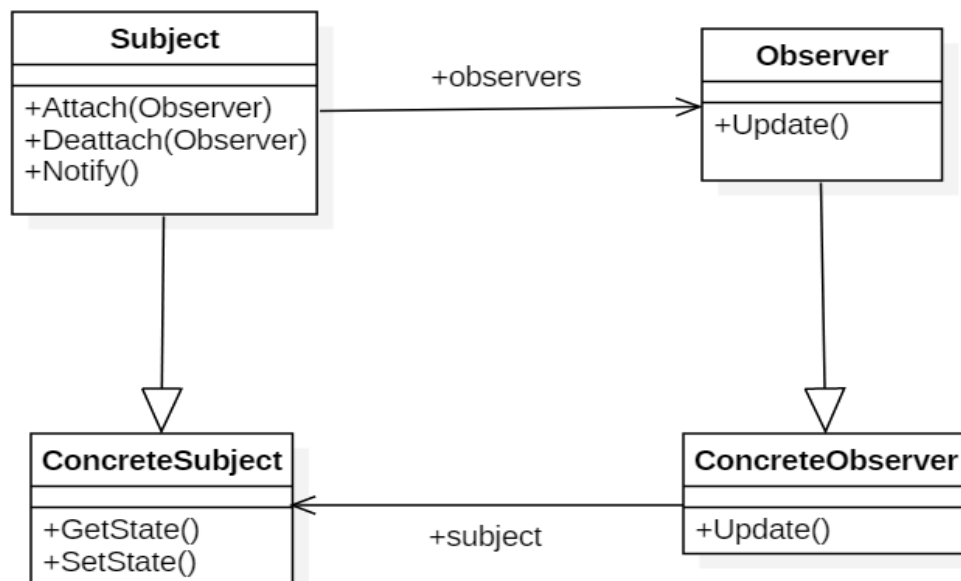 Subject
+Attach(Observer)
+Deattach(Observer)
+Notify()
+observers
Observer
+Update()
ConcreteSubject
+GetState()
+SetState()
+subject
ConcreteObserver
+Update()